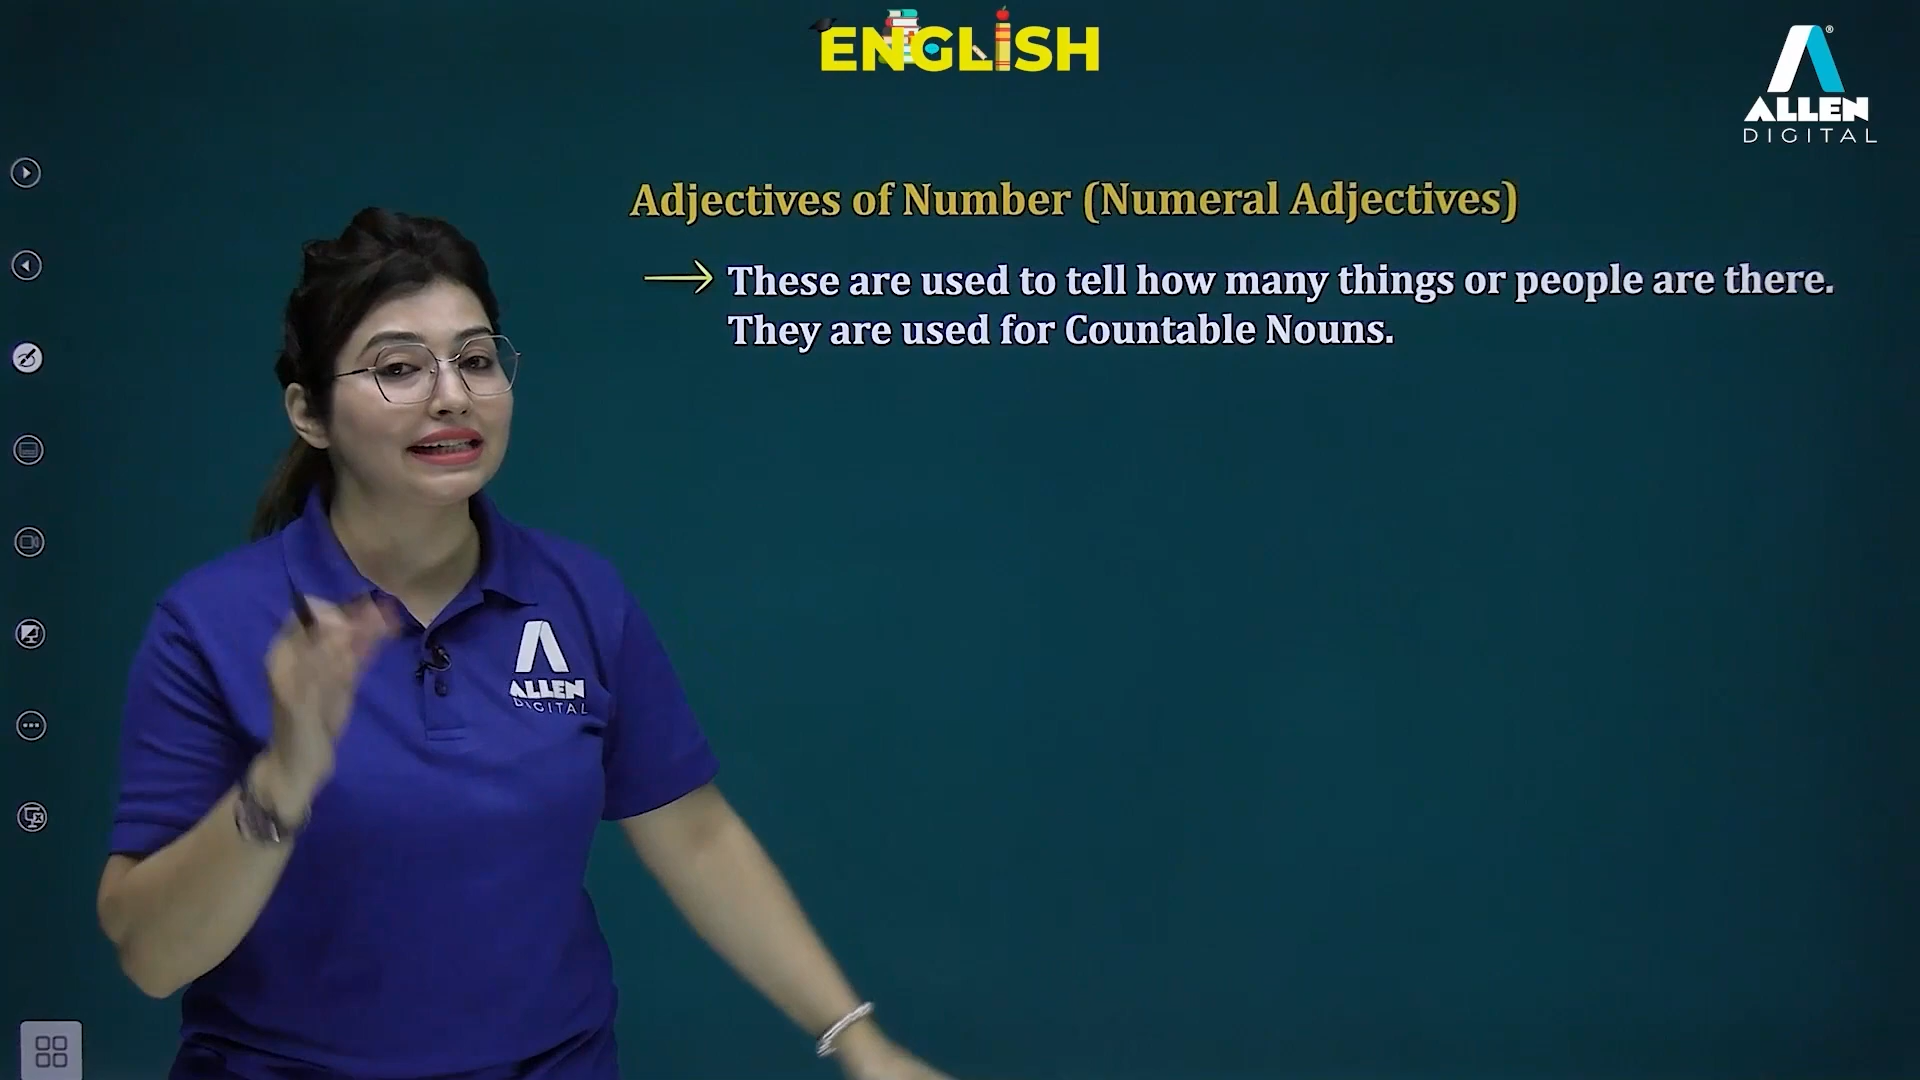 ENGLISH
ALLEN
DIGITAL
Adjectives of Number (Numeral Adjectives)
These are used to tell how many things or people are there.
They are used for Countable Nouns.
ALLEN
DIGITAL